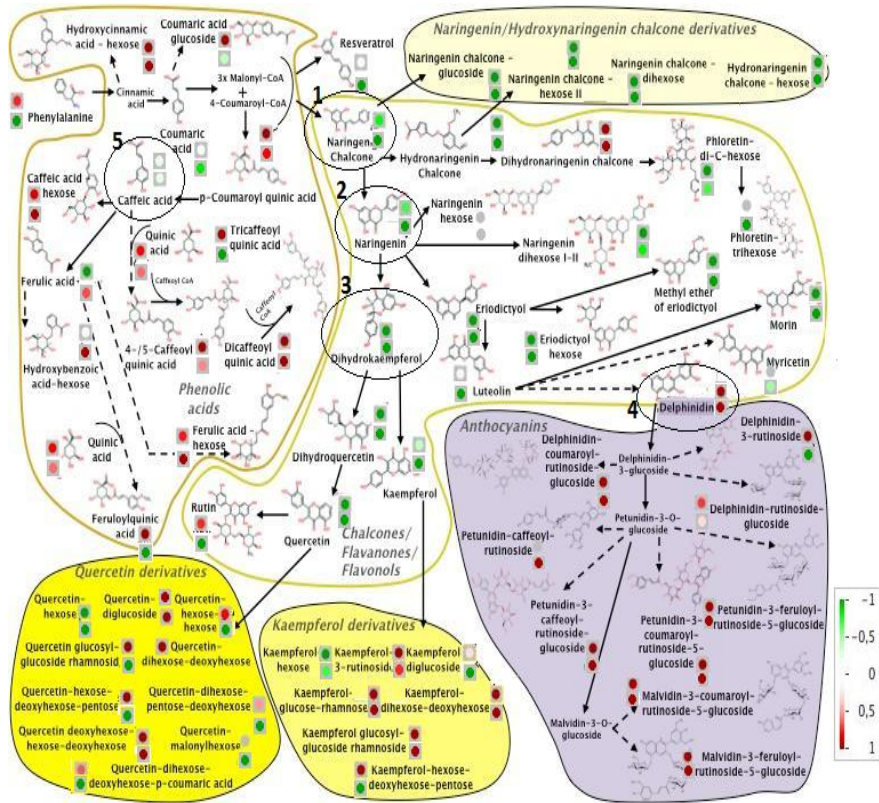 Hydroxycinnamic
acid - hexose
Coumaric acid
glucoside
Resveratrol
Naringenin/Hydroxynaringenin chalcone derivatives
Naringenin chalcone -
glucoside
Naringenin chalcone -
hexose II
Naringenin chalcone -
dihexose
Hydronaringenin
chalcone - hexose
Phenylalanine
Cinnamic
acid
3x Malonyl-CoA
+
4-Coumaroyl-CoA
1
Naringen
Chalcone
Hydronaringenin
Chalcone
Dihydronaringenin chalcone
Phloretin-
di-C-hexose
Phloretin-
trihexose
5
Coumaric
acid
Caffeic acid
hexose
Caffeic acid
p-Coumaroyl quinic acid
2
Naringenin
Naringenin
hexose
Naringenin
dihexose I-II
Quinic
acid
Tricaffeoyl
quinic acid
Caffeoyl CoA
Caffeoyl
CoA
Ferulic acid
3
Dihydrokaempferol
Eriodictyol
Eriodictyol
hexose
Methyl ether
of eriodictyol
Morin
Myricetin
Luteolin
Hydroxybenzoic
acid-hexose
4-/5-Caffeoyl
quinic acid
Dicaffeoyl
quinic acid
Phenolic
acids
4
Delphinidin
Quinic
acid
Ferulic acid -
hexose
Feruloylquinic
acid
Dihydroquercetin
Kaempferol
Rutin
Quercetin
Chalcones/
Flavanones/
Flavonols
Anthocyanins
Delphinidin-
coumaroyl-
rutinoside-
glucoside
Delphinidin
-3-glucoside
Delphinidin-
3-rutinoside
Delphinidin-rutinoside-
glucoside
Petunidin-caffeoyl-
rutinoside
Petunidin-3-O-
glucoside
Petunidin-3-
caffeoyl-
rutinoside-
glucoside
Petunidin-3-
coumaroyl-
rutinoside-5-
glucoside
Petunidin-3-feruloyl-
rutinoside-5-glucoside
Malvidin-3-coumaroyl-
rutinoside-5-glucoside
Malvidin-3-O-
glucoside
Malvidin-3-feruloyl-
rutinoside-5-glucoside
Quercetin derivatives
Quercetin-
hexose
Quercetin-
diglucoside
Quercetin-
hexose-
hexose
Quercetin glucosyl-
glucoside rhamnosid
Quercetin-
dihexose-deoxyhexose
Quercetin-hexose-
deoxyhexose-pentose
Quercetin-dihexose-
pentose-deoxyhexose
Quercetin deoxyhexose-
hexose-deoxyhexose
Quercetin-
malonylhexose
Quercetin-dihexose-
deoxyhexose-p-coumaric acid
Kaempferol derivatives
Kaempferol
hexose
Kaempferol-
3-rutinosid
Kaempferol
diglucoside
Kaempferol-
glucose-rhamnose
Kaempferol-
dihexose-deoxyhexose
Kaempferol glucosyl-
glucoside rhamnoside
Kaempferol-hexose-
deoxyhexose-pentose
-1
-0,5
0
0,5
1